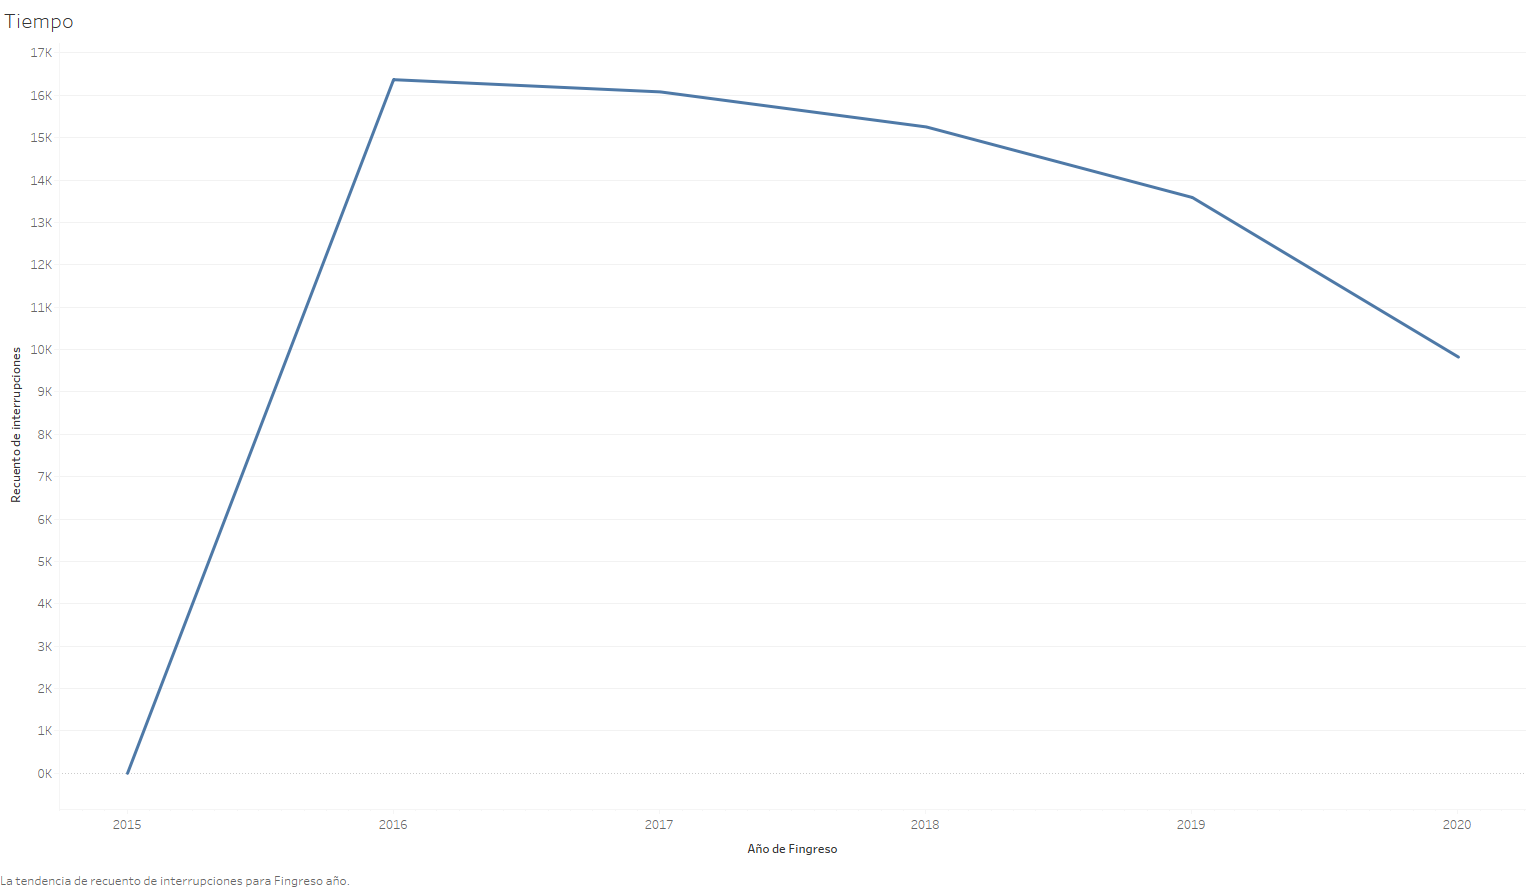 Tiempo
17K
16K
15K
14K
13K
12K
11K
10K
9K
8K
7K
6K
5K
4K
3K
2K
1K
0K
Recuento de interrupciones
2015 2016 2017 2018 2019 2020
Año de Fingreso
La tendencia de recuento de interrupciones para Fingreso año.